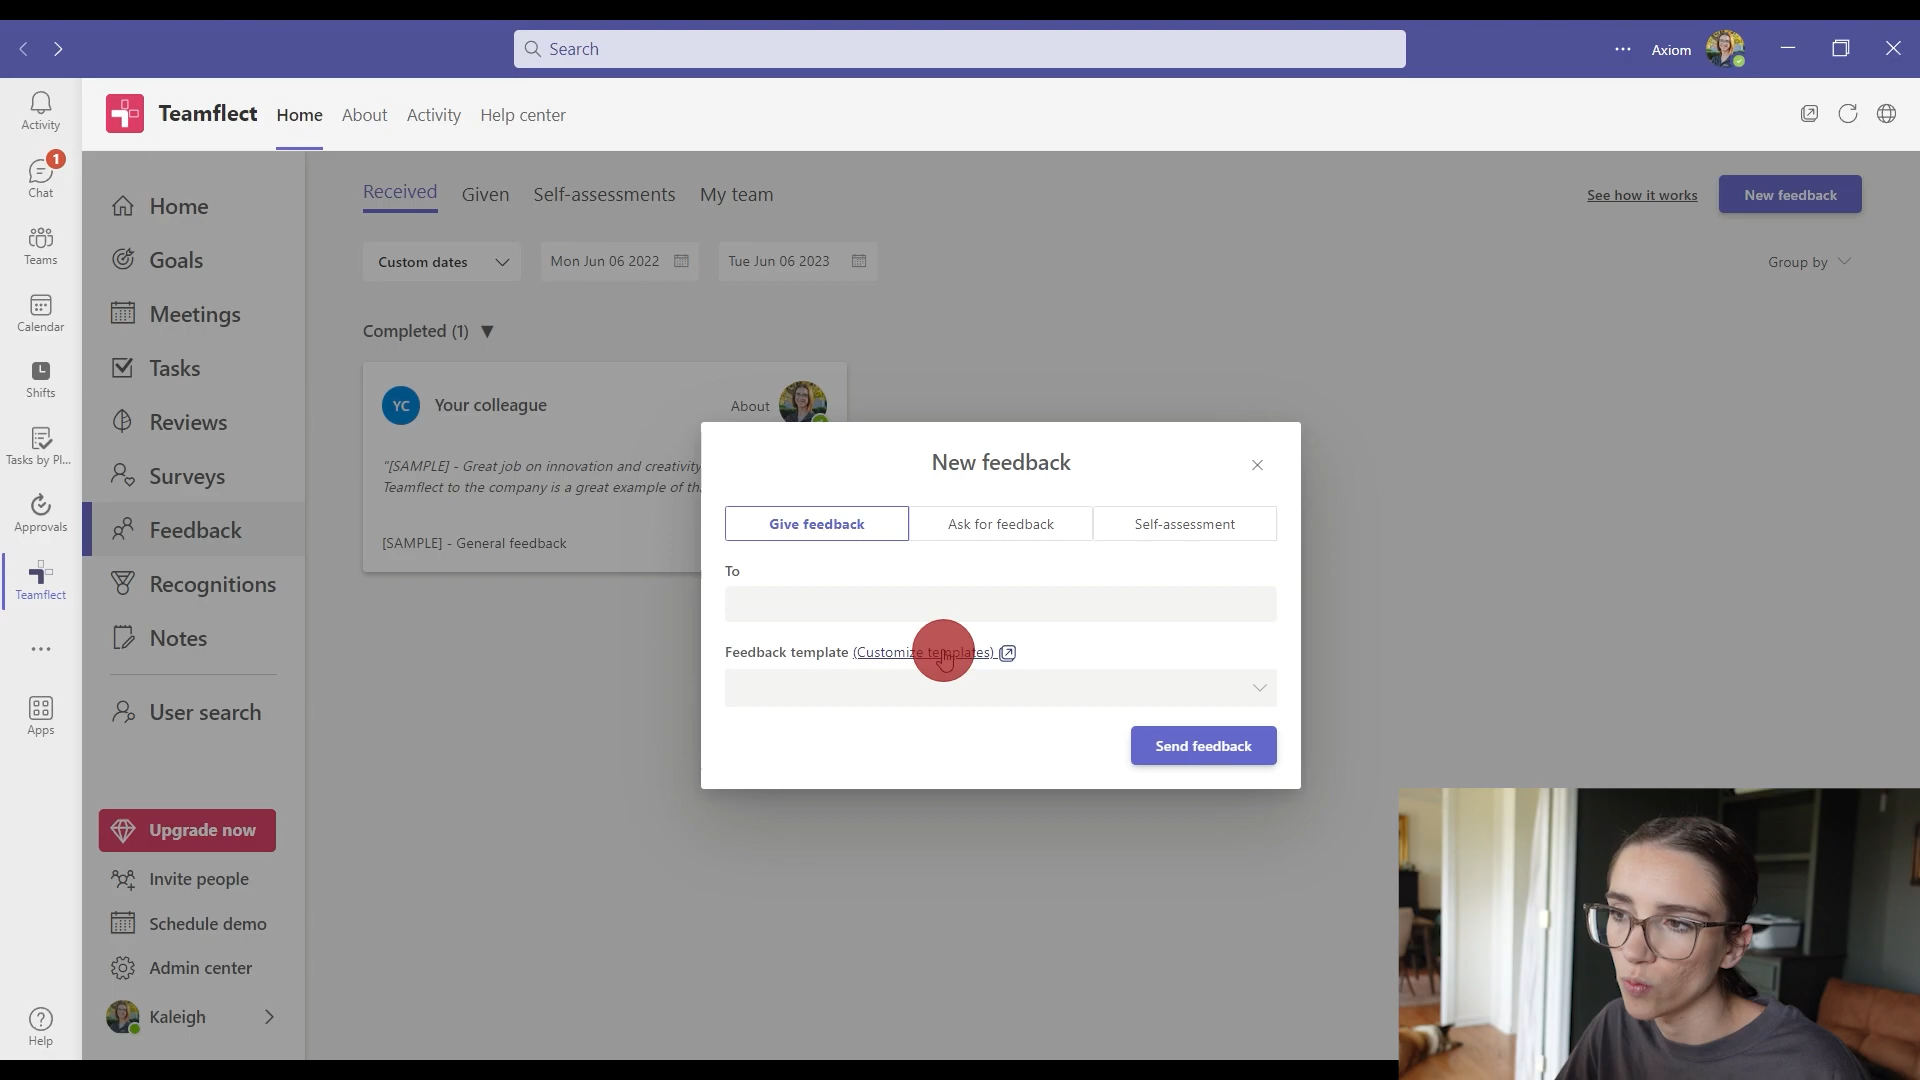 Search
Axiom
Activity
1
Chat
Teams
Calendar
Shifts
Tasks by Pl...
Approvals
Teamflect
Apps
Help
Teamflect Home About Activity Help center
Home
Goals
Meetings
Tasks
Reviews
Surveys
Feedback
Recognitions
Notes
User search
Upgrade now
Invite people
Schedule demo
Admin center
Kaleigh
Received Given Self-assessments My team
See how it works
New feedback
Custom dates
Mon Jun 06 2022
Tue Jun 06 2023
Group by
Completed (1)
YC
Your colleague
About
"[SAMPLE] - Great job on innovation and creativity
Teamflect to the company is a great example of
[SAMPLE] - General feedback
New feedback
Give feedback
Ask for feedback
Self-assessment
To
Feedback template (Customize templates)
Send feedback